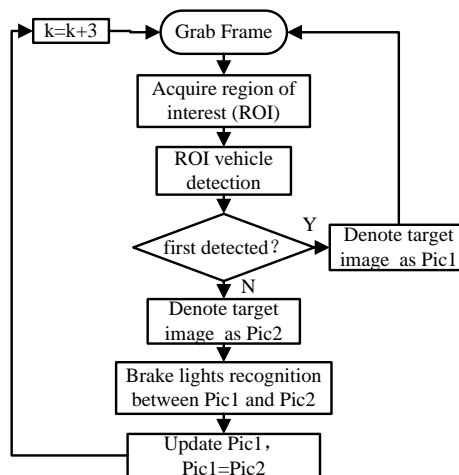 k=k+3
Grab Frame
Acquire region of
interest (ROI)
ROI vehicle
detection
first detected？
Y
Denote target
image as Pic1
N
Denote target
image as Pic2
Brake lights recognition
between Pic1 and Pic2
Update Pic1，
Pic1=Pic2